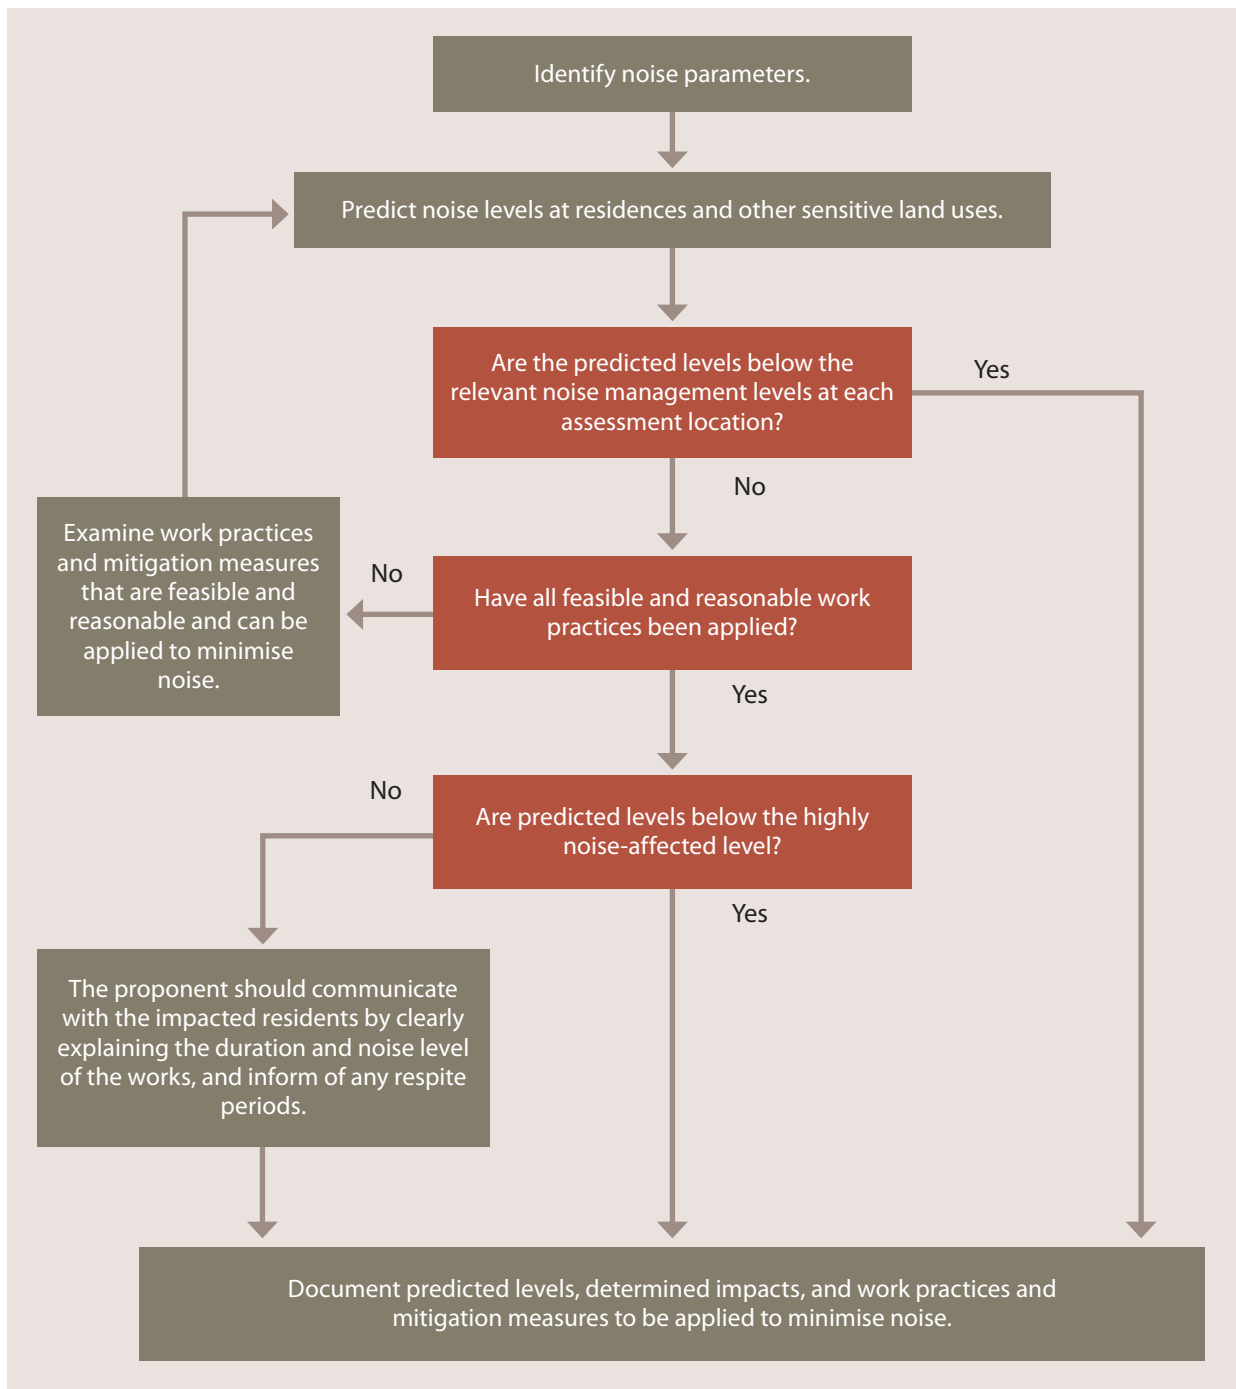 Identify noise parameters.
Predict noise levels at residences and other sensitive land uses.
Are the predicted levels below the
relevant noise management levels at each
assessment location?
Yes
No
Examine work practices
and mitigation measures
that are feasible and
reasonable and can be
applied to minimise
noise.
No
Have all feasible and reasonable work
practices been applied?
Yes
No
Are predicted levels below the highly
noise-affected level?
Yes
The proponent should communicate
with the impacted residents by clearly
explaining the duration and noise level
of the works, and inform of any respite
periods.
Document predicted levels, determined impacts, and work practices and
mitigation measures to be applied to minimise noise.